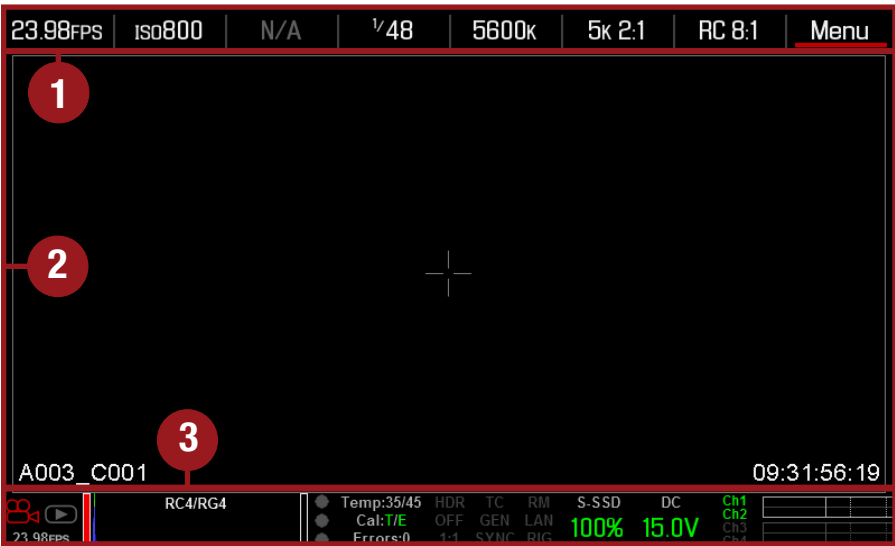 23.98FPS ISO800 N/A 1/48 5600K 5K 2:1 RC 8:1 Menu
1
2
3
A003_C001 09:31:56:19
RC4/RG4 Temp:35/45 HDR TC RM S-SSD DC Ch1
Cal:T/E OFF GEN LAN 100% 15.0V Ch2
23.98FPS Errors:0 1:1 SYNC RIG Ch3
Ch4